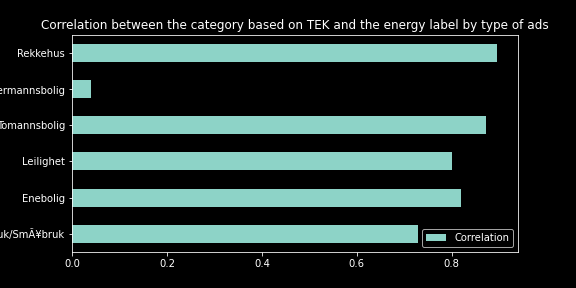 Correlation between the category based on TEK and the energy label by type of ads
Rekkehus
ermannsbolig
Tomannsbolig
Leilighet
Enebolig
uk/SmÃ¥bruk
Correlation
0.0 0.2 0.4 0.6 0.8